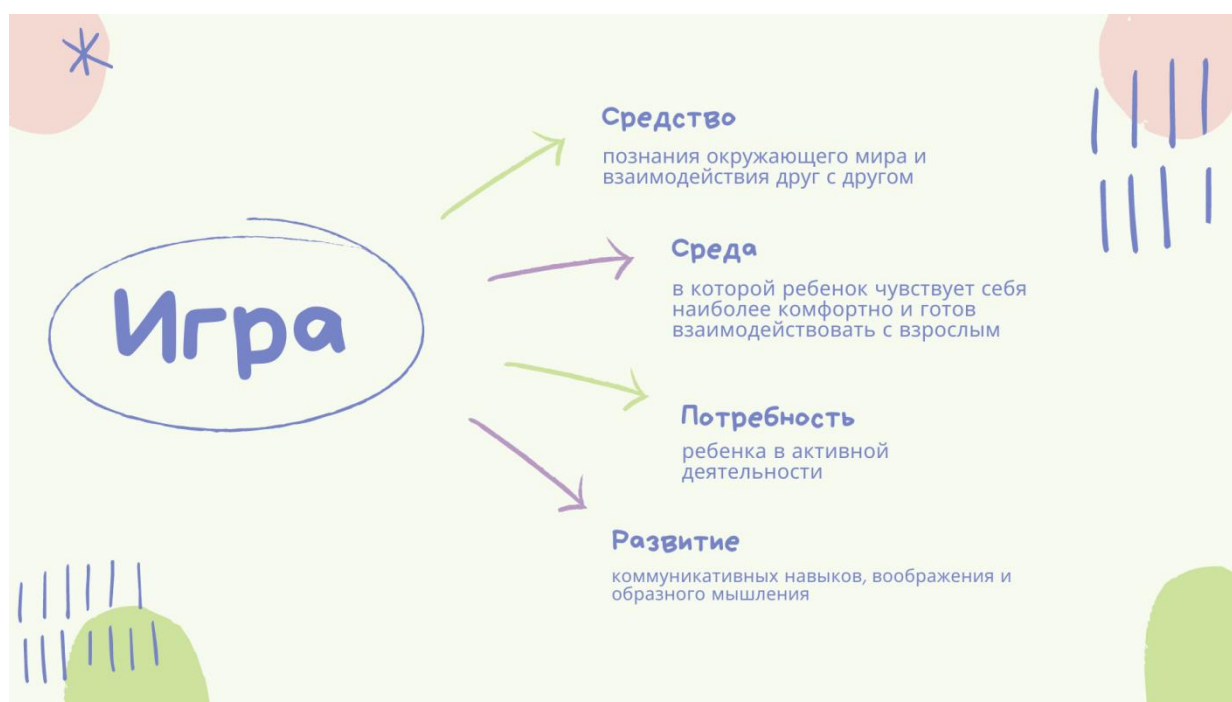 Игра
Средство
познания окружающего мира и
взаимодействия друг с другом
Среда
в которой ребенок чувствует себя
наиболее комфортно и готов
взаимодействовать с взрослым
Потребность
ребенка в активной
деятельности
Развитие
коммуникативных навыков, воображения и
образного мышления